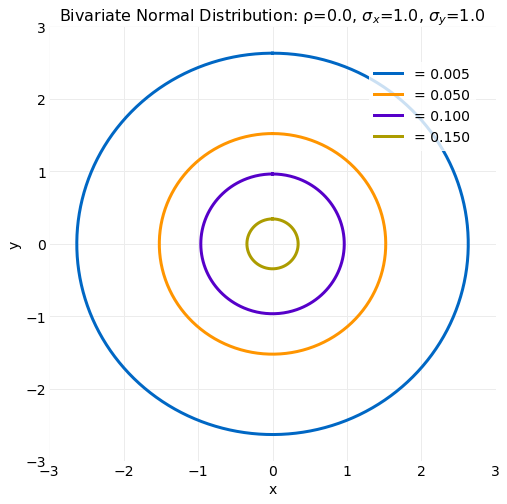 Bivariate Normal Distribution: ρ=0.0, σx=1.0, σy=1.0
3
2
1
0
−1
−2
−3
y
= 0.005
= 0.050
= 0.100
= 0.150
−3 −2 −1 0 1 2 3
x